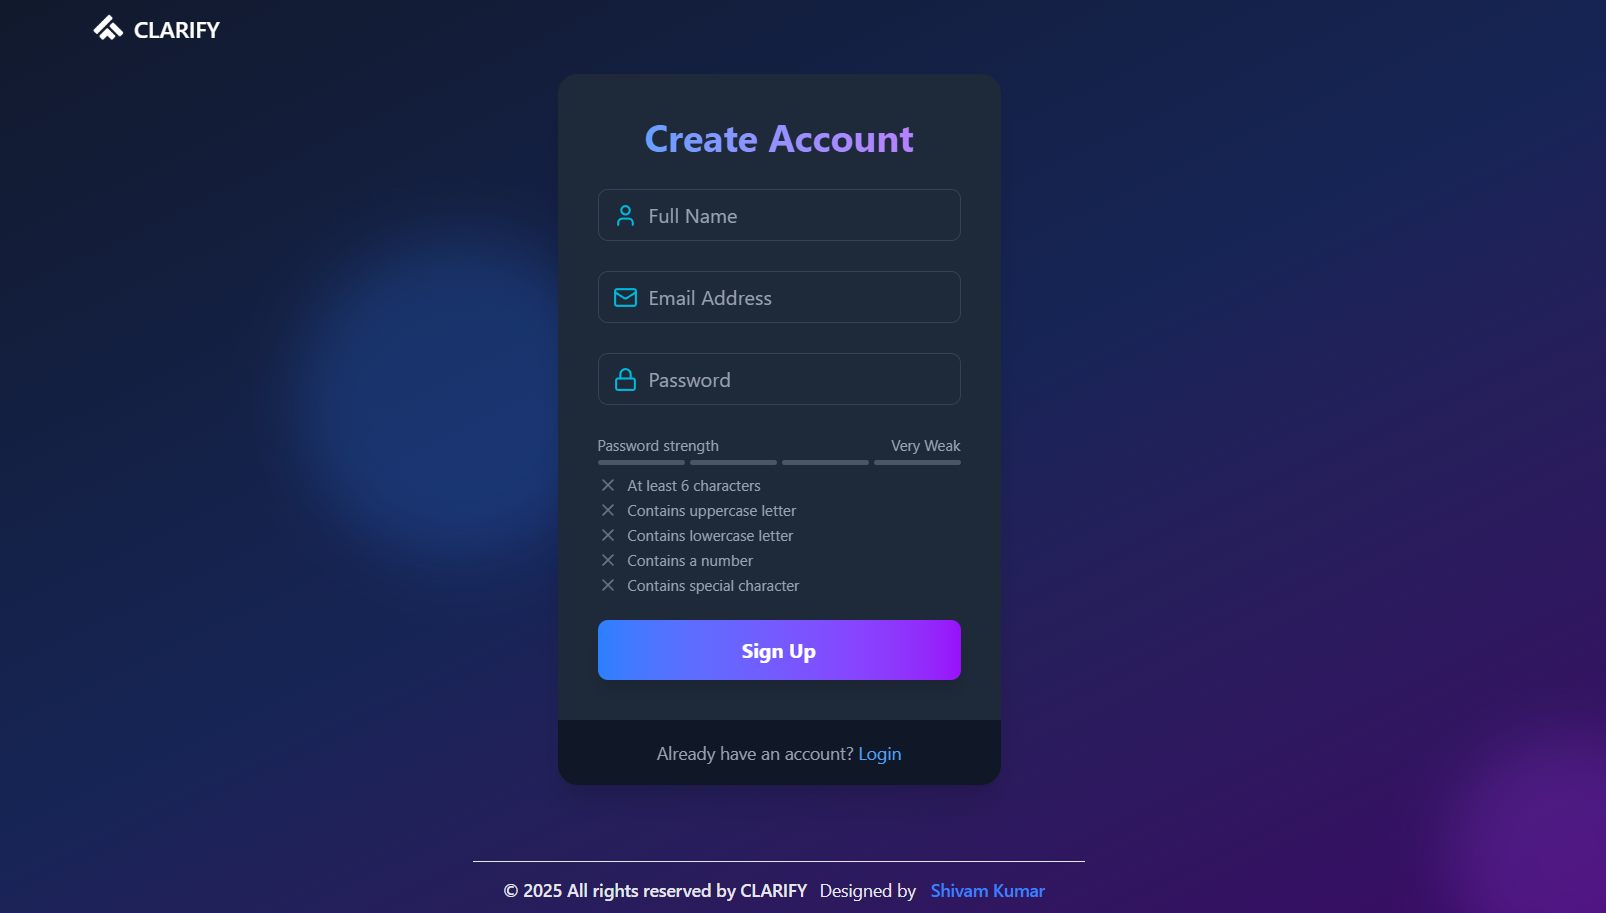 CLARIFY
Create Account
Full Name
Email Address
Password
Password strength Very Weak
At least 6 characters
Contains uppercase letter
Contains lowercase letter
Contains a number
Contains special character
Sign Up
Already have an account? Login
© 2025 All rights reserved by CLARIFY Designed by Shivam Kumar